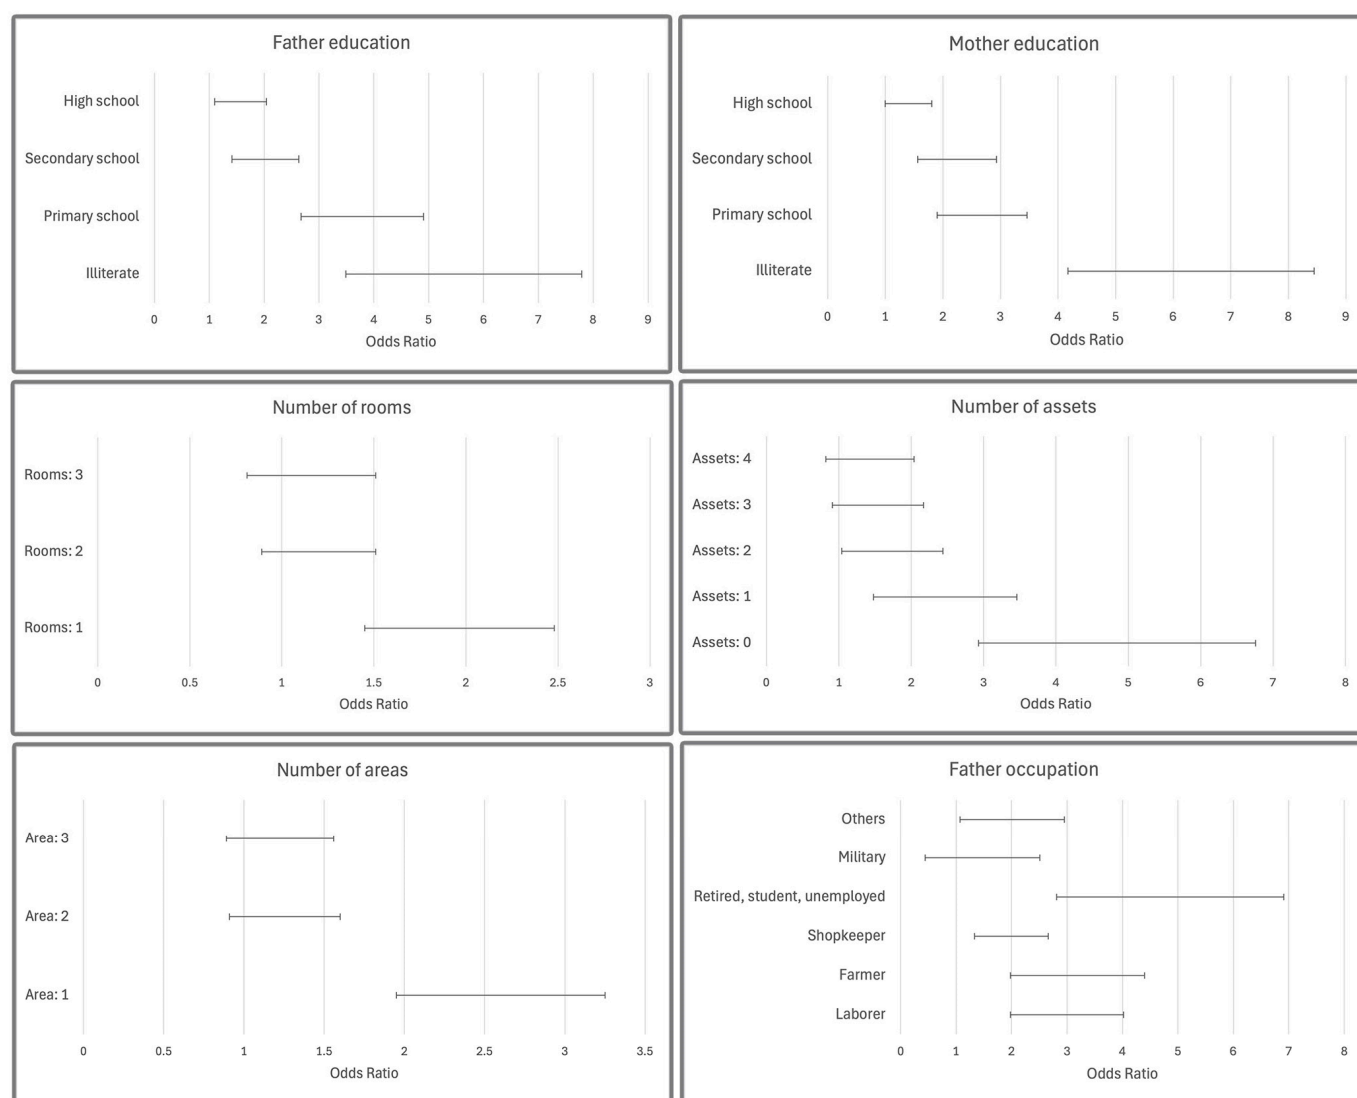 Father education
High school
Secondary school
Primary school
Illiterate
0 1 2 3 4 5 6 7 8 9
Odds Ratio
Mother education
High school
Secondary school
Primary school
Illiterate
0 1 2 3 4 5 6 7 8 9
Odds Ratio
Number of rooms
Rooms: 3
Rooms: 2
Rooms: 1
0 0.5 1 1.5 2 2.5 3
Odds Ratio
Number of assets
Assets: 4
Assets: 3
Assets: 2
Assets: 1
Assets: 0
0 1 2 3 4 5 6 7 8
Odds Ratio
Number of areas
Area: 3
Area: 2
Area: 1
0 0.5 1 1.5 2 2.5 3 3.5
Odds Ratio
Father occupation
Others
Military
Retired, student, unemployed
Shopkeeper
Farmer
Laborer
0 1 2 3 4 5 6 7 8
Odds Ratio